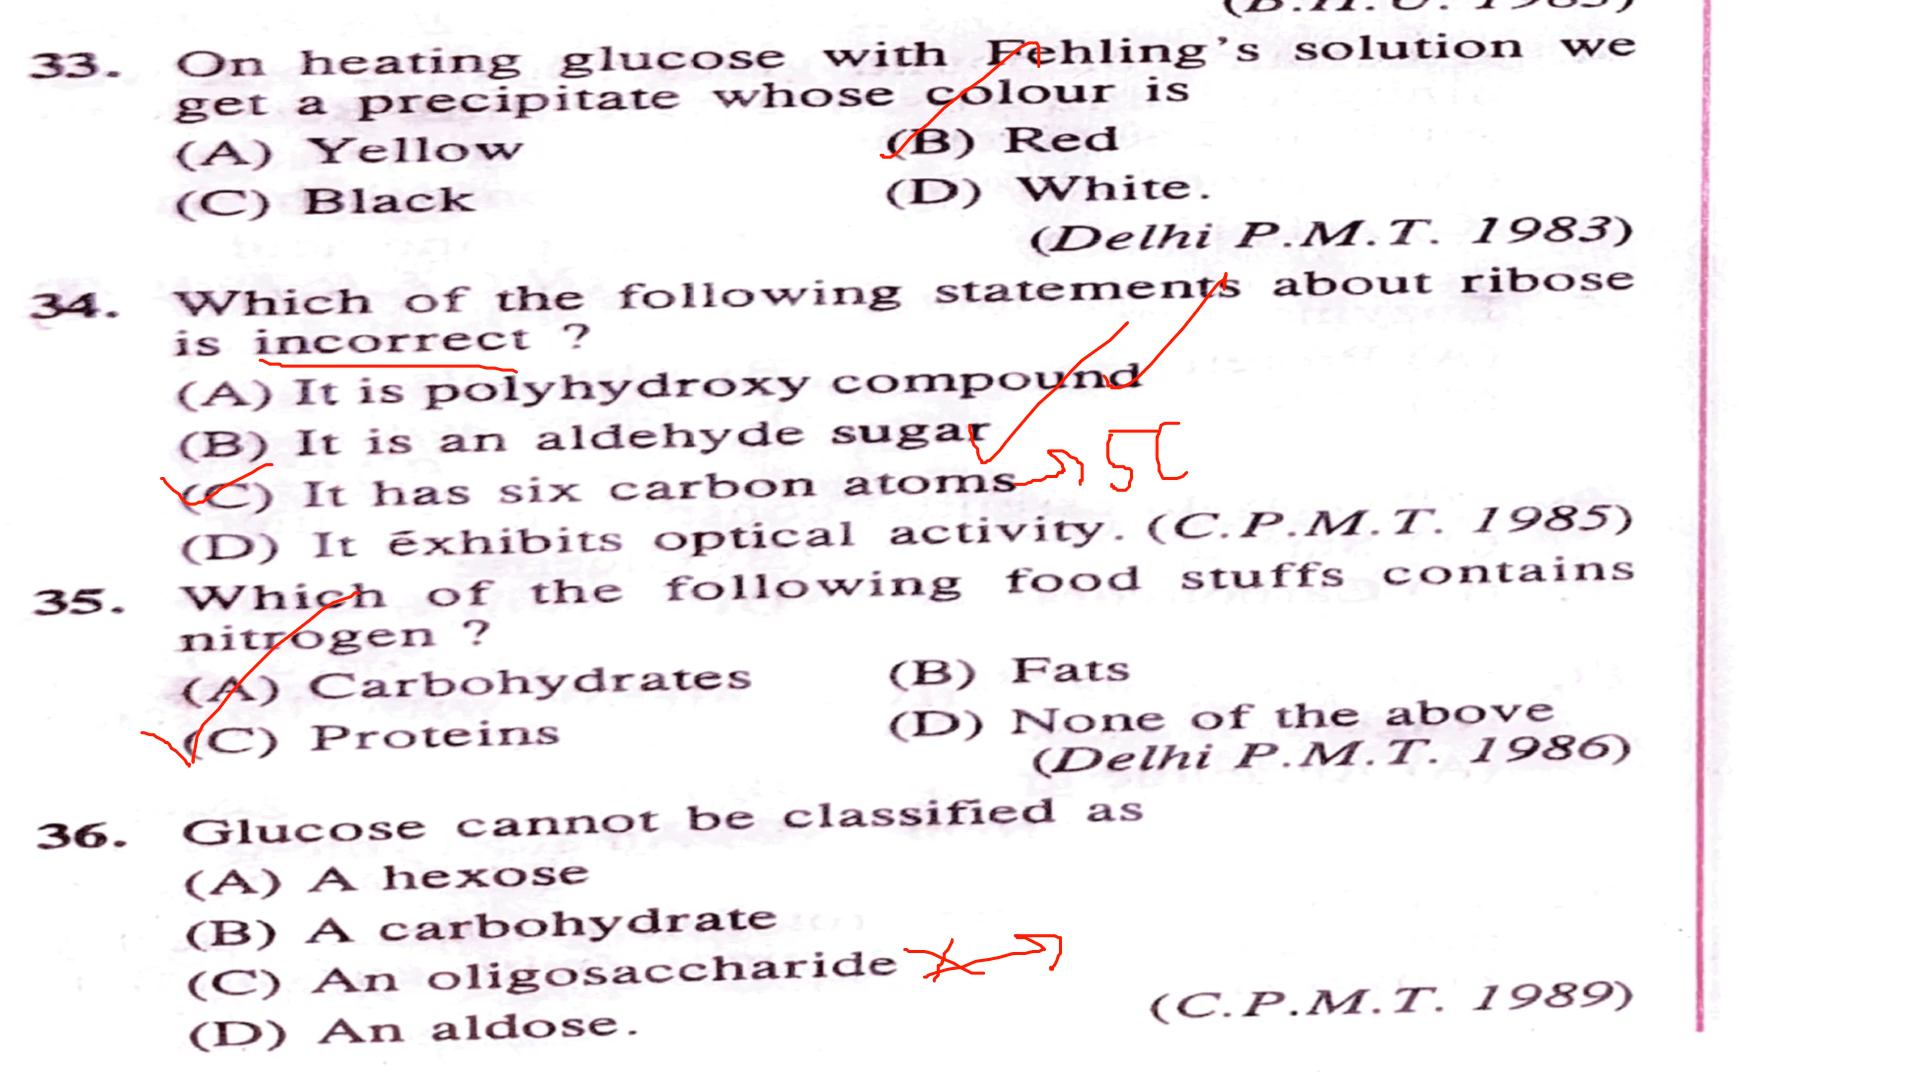 33. On heating glucose with Fehling's solution we
get a precipitate whose colour is
(A) Yellow (B) Red
(C) Black (D) White.
(Delhi P.M.T. 1983)
34. Which of the following statements about ribose
is incorrect ?
(A) It is polyhydroxy compound
(B) It is an aldehyde sugar
(C) It has six carbon atoms 5C
(D) It exhibits optical activity. (C.P.M.T. 1985)
35. Which of the following food stuffs contains
nitrogen ?
(A) Carbohydrates (B) Fats
(C) Proteins (D) None of the above
(Delhi P.M.T. 1986)
36. Glucose cannot be classified as
(A) A hexose
(B) A carbohydrate
(C) An oligosaccharide
(D) An aldose. (C.P.M.T. 1989)